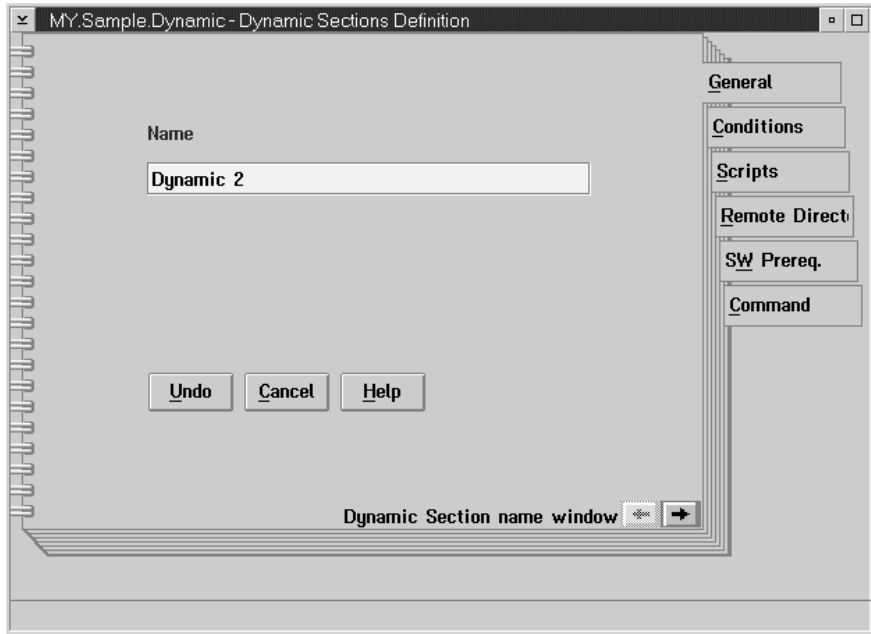 MY.Sample.Dynamic - Dynamic Sections Definition
General
Name
Conditions
Dynamic 2
Scripts
Remote Direct
SW Prereq.
Command
Undo
Cancel
Help
Dynamic Section name window